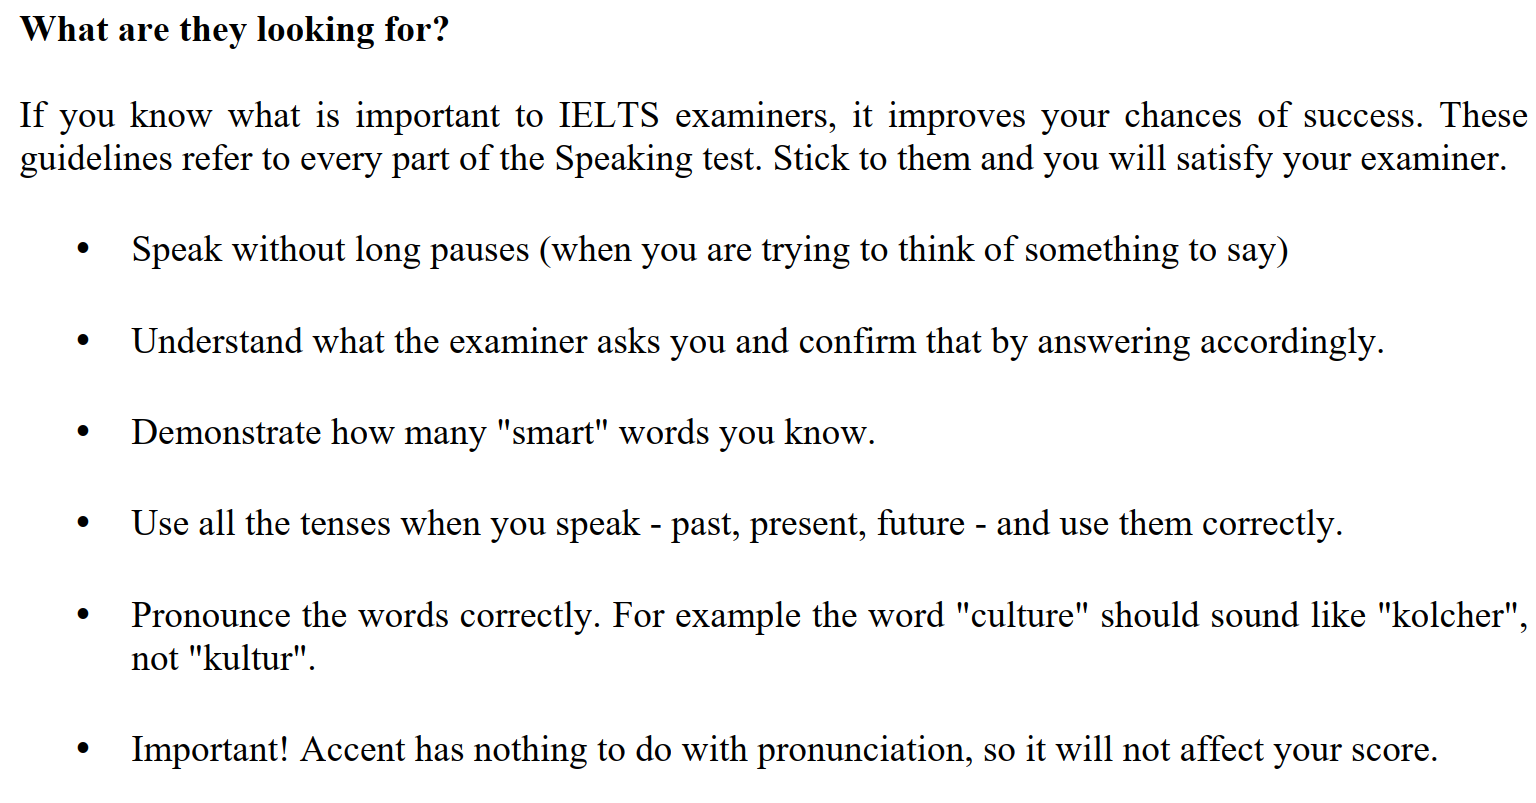 What are they looking for?
If you know what is important to IELTS examiners, it improves your chances of success. These
guidelines refer to every part of the Speaking test. Stick to them and you will satisfy your examiner.
• Speak without long pauses (when you are trying to think of something to say)
• Understand what the examiner asks you and confirm that by answering accordingly.
• Demonstrate how many "smart" words you know.
• Use all the tenses when you speak - past, present, future - and use them correctly.
• Pronounce the words correctly. For example the word "culture" should sound like "kolcher",
not "kultur".
• Important! Accent has nothing to do with pronunciation, so it will not affect your score.